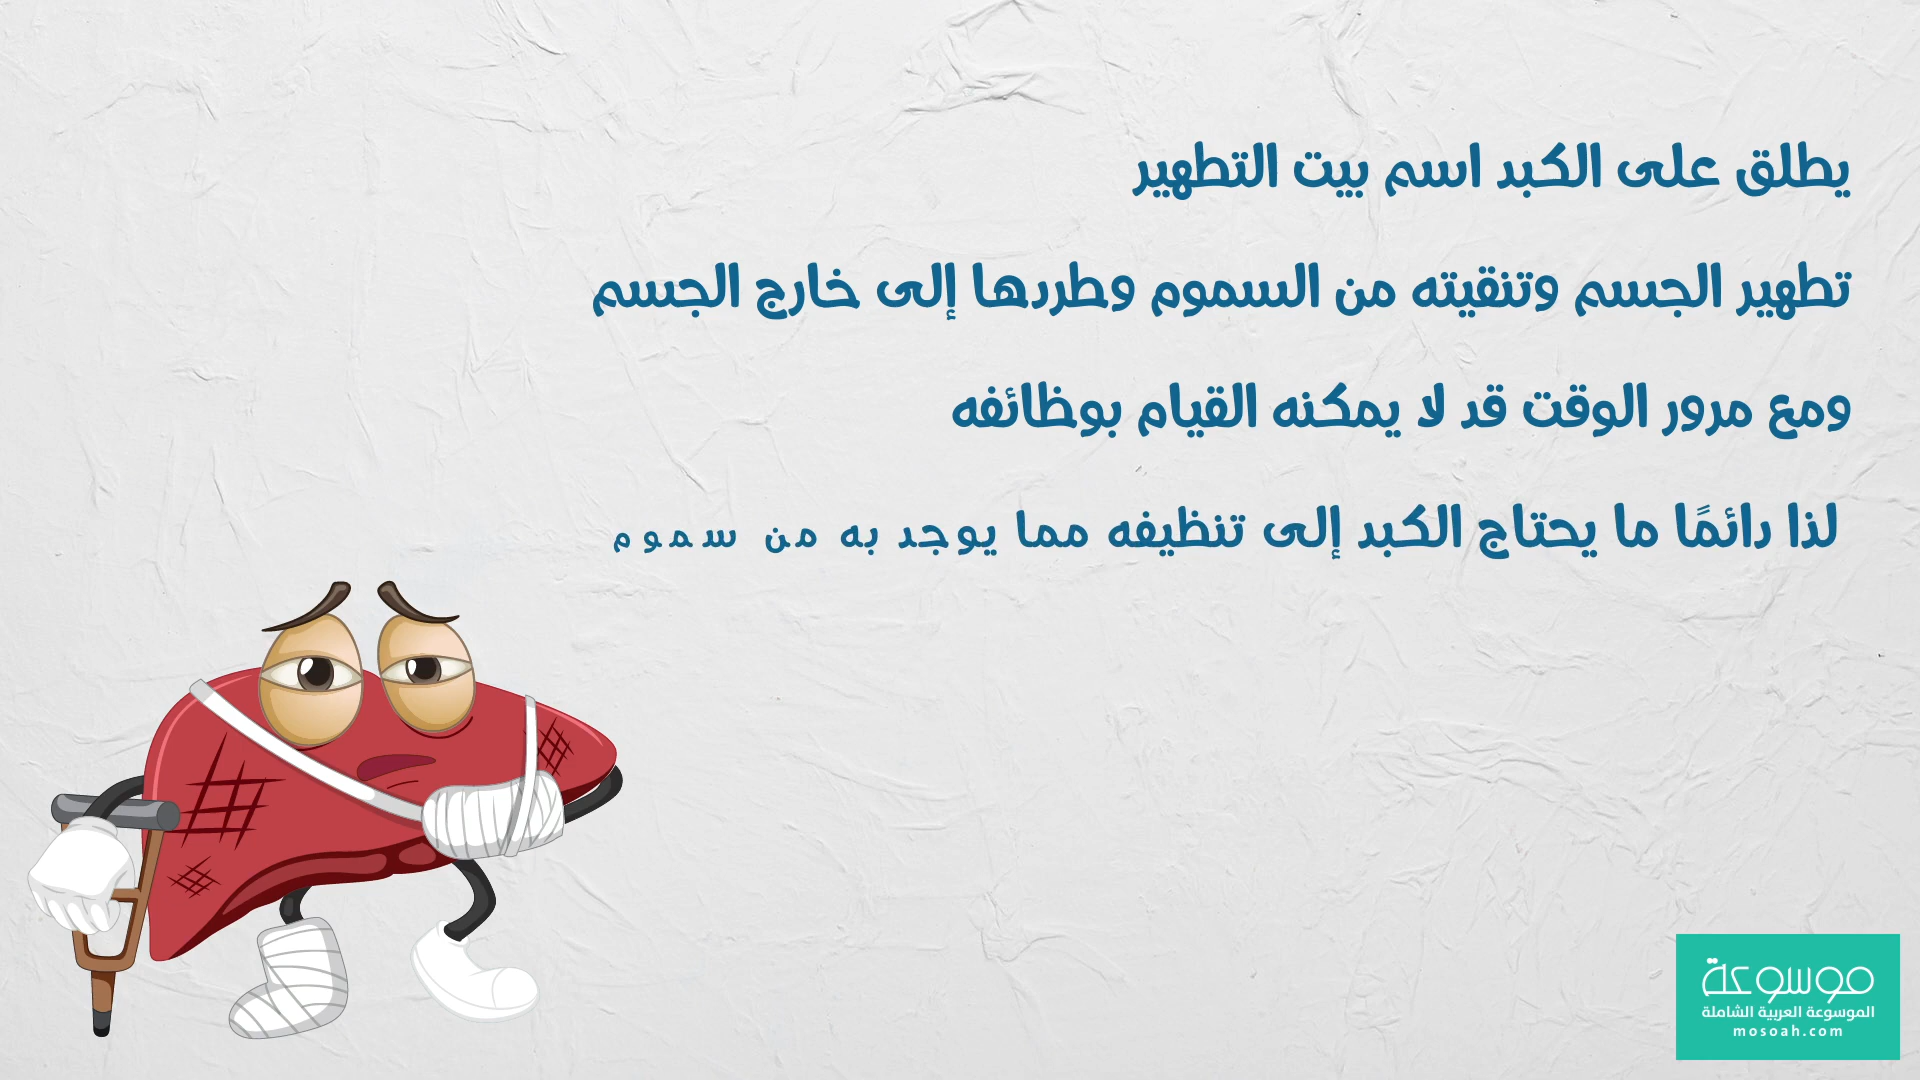 يطلق على الكبد اسم بيت التطهير
تطهير الجسم وتنقيته من السموم وطردها إلى خارج الجسم
ومع مرور الوقت قد لا يمكنه القيام بوظائفه
لذا دائمًا ما يحتاج الكبد إلى تنظيفه مما يوجد به من سموم
موسوعة
الموسوعة العربية الشاملة
mosoah.com